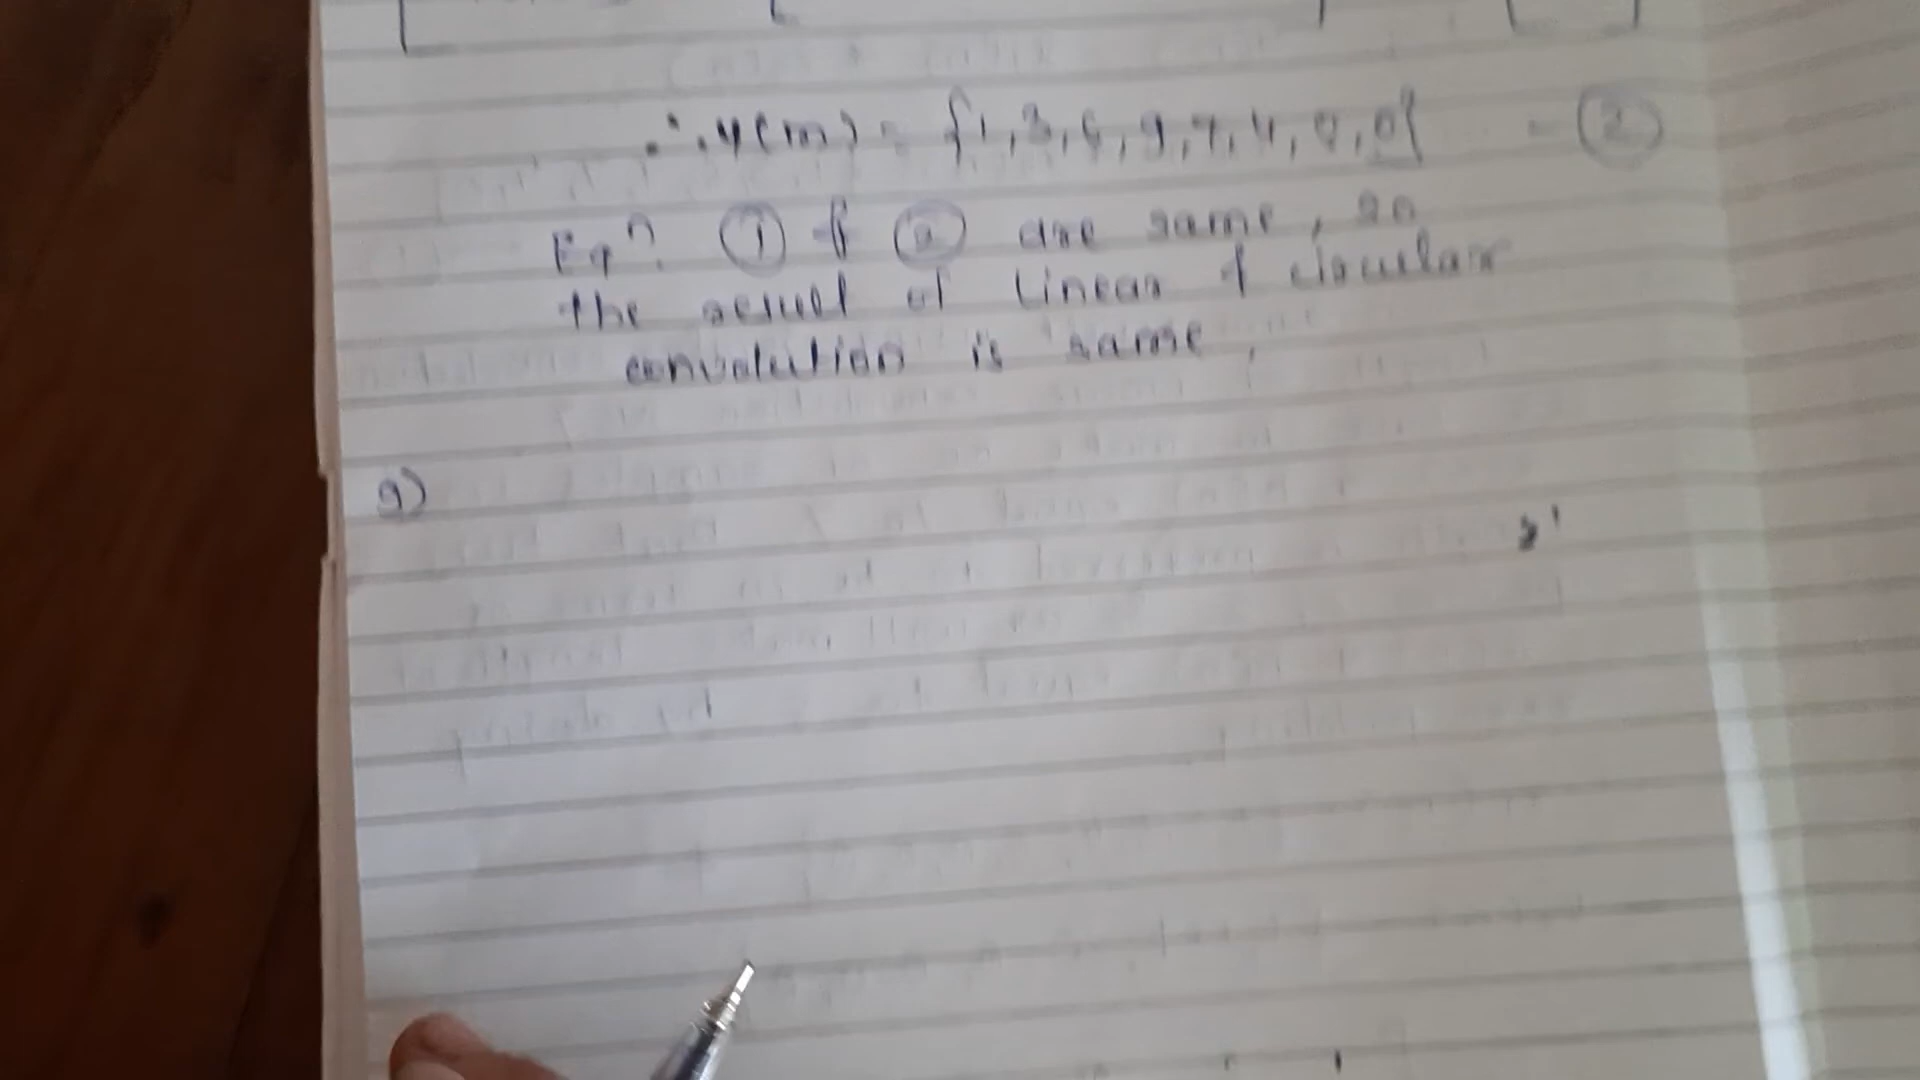 ∴ y(m) = {1, 3, 6, 9, 7, 4, 0, 0} - ②
Eqn. ① & ② are same, so
the result of linear & circular
convolution is same.
9)